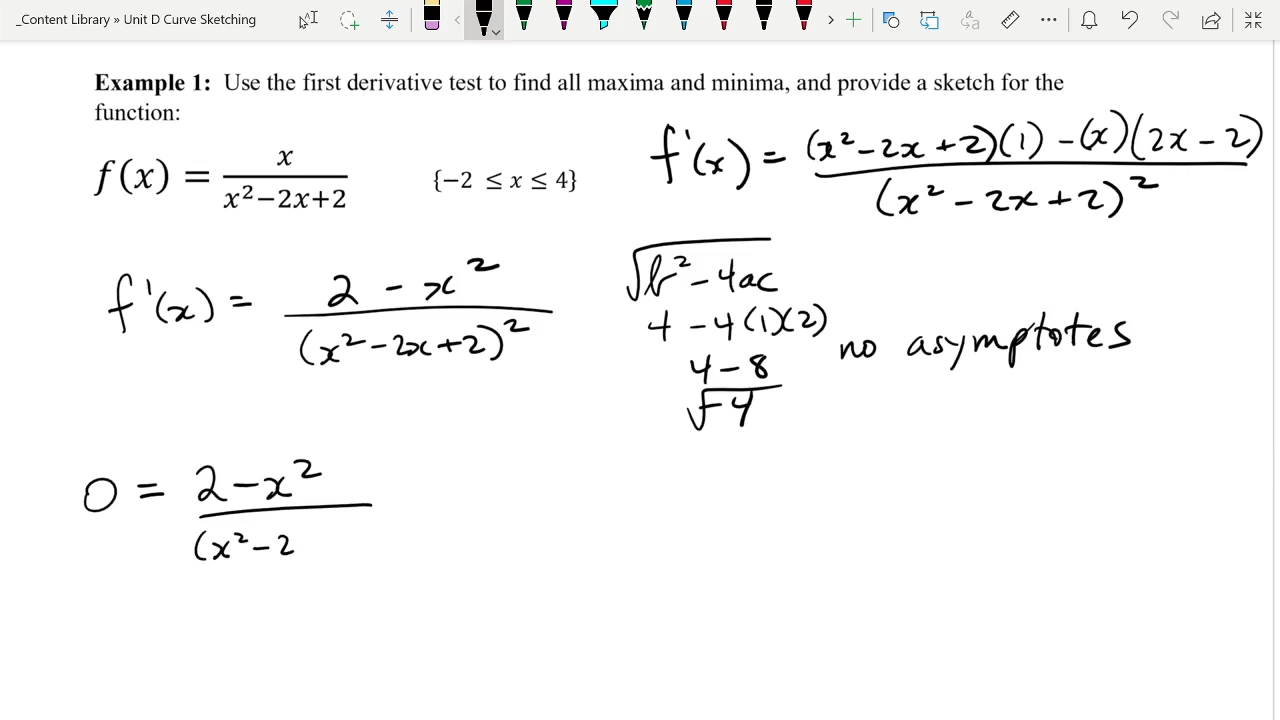 _Content Library » Unit D Curve Sketching
Example 1: Use the first derivative test to find all maxima and minima, and provide a sketch for the
function:
f(x) = x / x²−2x+2 {−2 ≤ x ≤ 4}
f'(x) = (x²−2x+2)(1) − (x)(2x−2) / (x²−2x+2)²
f'(x) = 2 − x² / (x²−2x+2)²
√b²−4ac
4 − 4(1)(2)
4 − 8
√−4
no asymptotes
0 = 2−x² / (x²−2